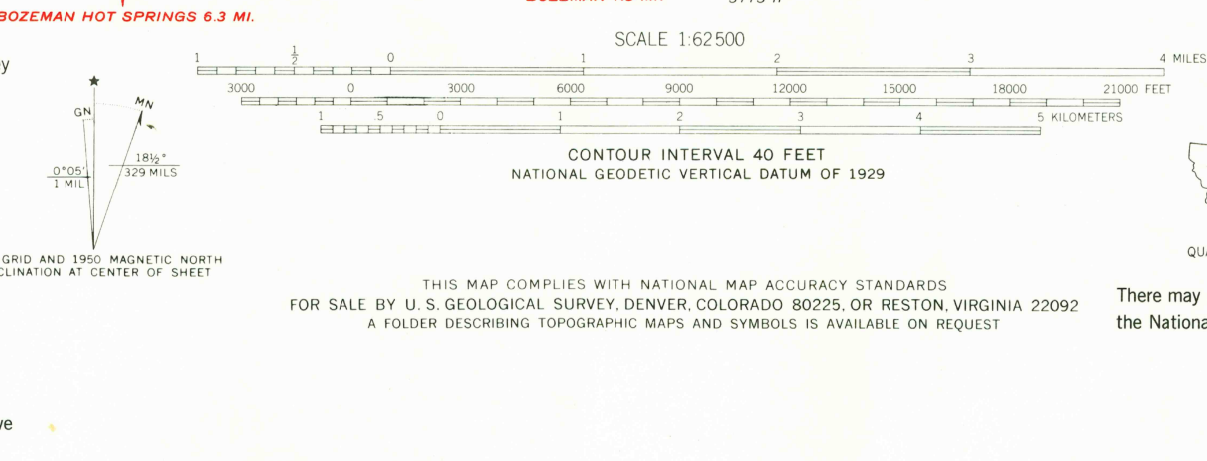 BOZEMAN HOT SPRINGS 6.3 MI.
SCALE 1:62500
1 ½ 0 1 2 3 4 MILES
3000 0 3000 6000 9000 12000 15000 18000 21000 FEET
1 .5 0 1 2 3 4 5 KILOMETERS
CONTOUR INTERVAL 40 FEET
NATIONAL GEODETIC VERTICAL DATUM OF 1929
GN
MN
0°05'
1 MIL
18½°
329 MILS
GRID AND 1950 MAGNETIC NORTH
CLINATION AT CENTER OF SHEET
THIS MAP COMPLIES WITH NATIONAL MAP ACCURACY STANDARDS
FOR SALE BY U. S. GEOLOGICAL SURVEY, DENVER, COLORADO 80225, OR RESTON, VIRGINIA 22092
A FOLDER DESCRIBING TOPOGRAPHIC MAPS AND SYMBOLS IS AVAILABLE ON REQUEST
QUA
There may
the Nationa